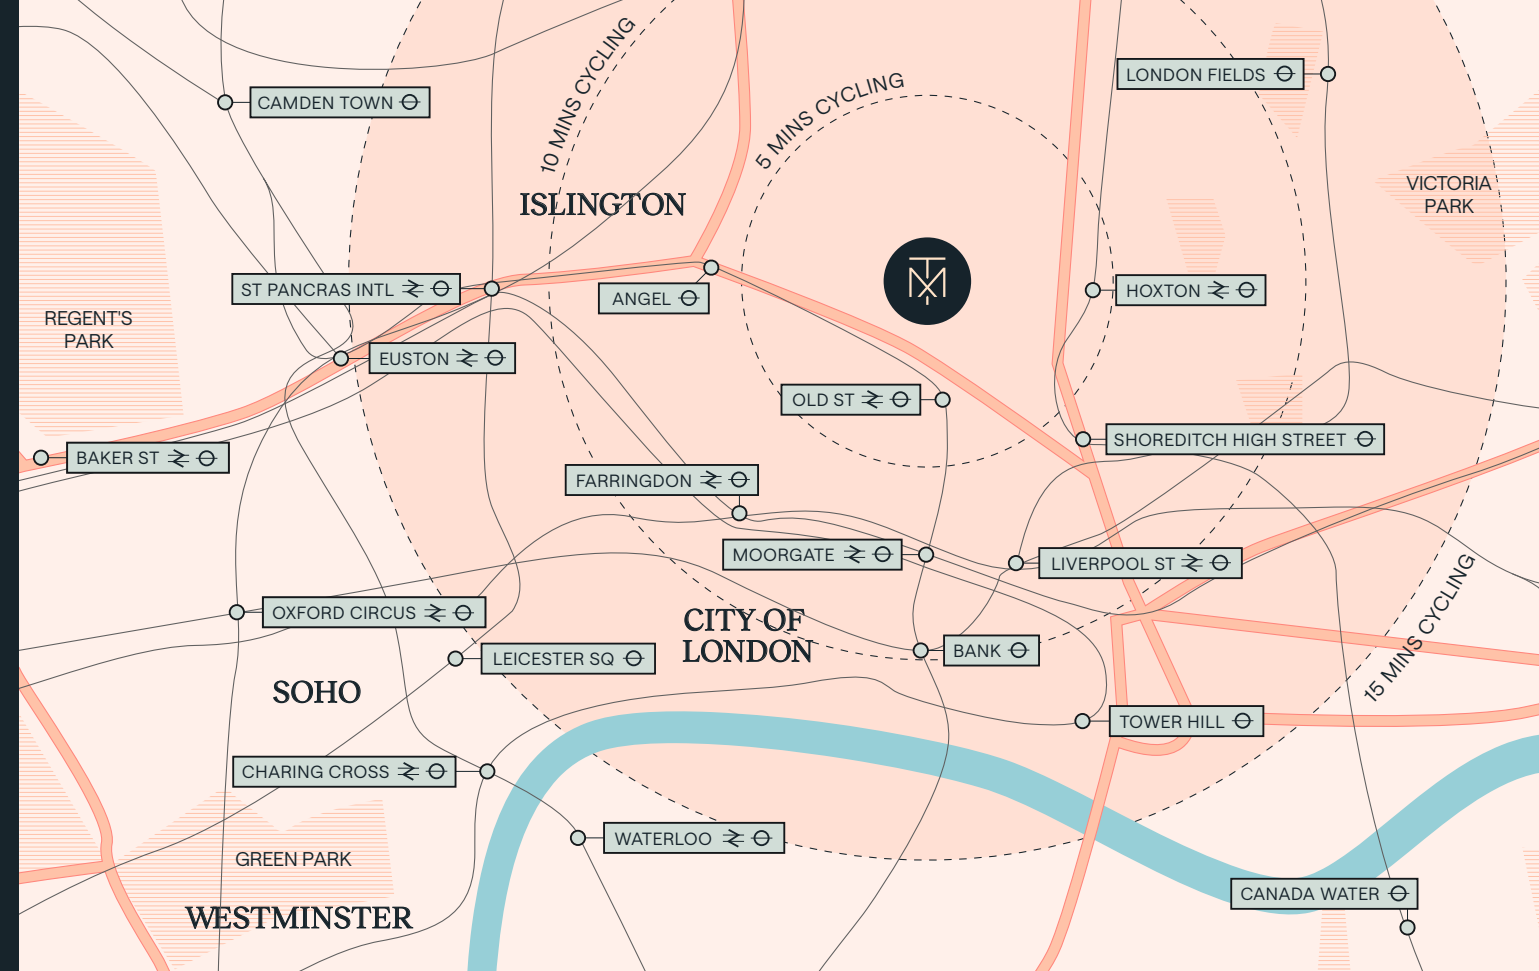 10 MINS CYCLING
5 MINS CYCLING
LONDON FIELDS
CAMDEN TOWN
VICTORIA
PARK
ISLINGTON
ST PANCRAS INTL
ANGEL
HOXTON
REGENT'S
PARK
EUSTON
OLD ST
SHOREDITCH HIGH STREET
BAKER ST
FARRINGDON
MOORGATE
LIVERPOOL ST
15 MINS CYCLING
OXFORD CIRCUS
CITY OF
LONDON
BANK
LEICESTER SQ
SOHO
TOWER HILL
CHARING CROSS
WATERLOO
GREEN PARK
CANADA WATER
WESTMINSTER